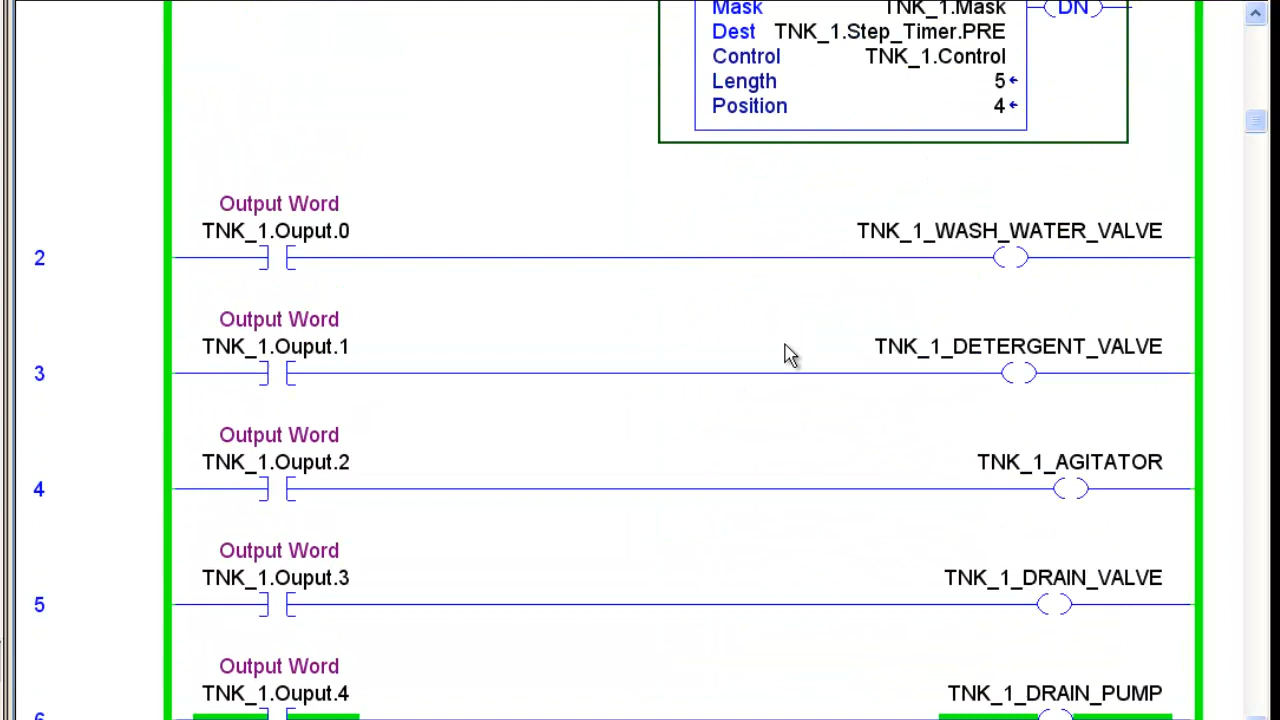 Mask TNK_1.Mask DN
Dest TNK_1.Step_Timer.PRE
Control TNK_1.Control
Length 5
Position 4
Output Word
TNK_1.Ouput.0 TNK_1_WASH_WATER_VALVE
2
Output Word
TNK_1.Ouput.1 TNK_1_DETERGENT_VALVE
3
Output Word
TNK_1.Ouput.2 TNK_1_AGITATOR
4
Output Word
TNK_1.Ouput.3 TNK_1_DRAIN_VALVE
5
Output Word
TNK_1.Ouput.4 TNK_1_DRAIN_PUMP
6